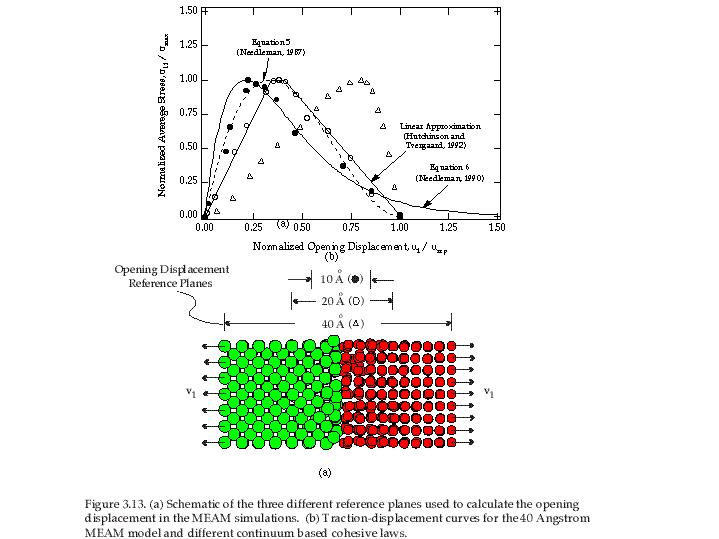 1.50
1.25
1.00
0.75
0.50
0.25
0.00
Normalized Average Stress, σ11 / σmax
Equation 5
(Needleman, 1987)
Linear Approximation
(Hutchinson and
Tvergaard, 1992)
Equation 6
(Needleman, 1990)
0.00 0.25 0.50 0.75 1.00 1.25 1.50
(a)
Normalized Opening Displacement, u1 / usep
(b)
Opening Displacement
Reference Planes
10 Å (●)
20 Å (○)
40 Å (△)
v1
v1
(a)
Figure 3.13. (a) Schematic of the three different reference planes used to calculate the opening
displacement in the MEAM simulations. (b) Traction-displacement curves for the 40 Angstrom
MEAM model and different continuum based cohesive laws.